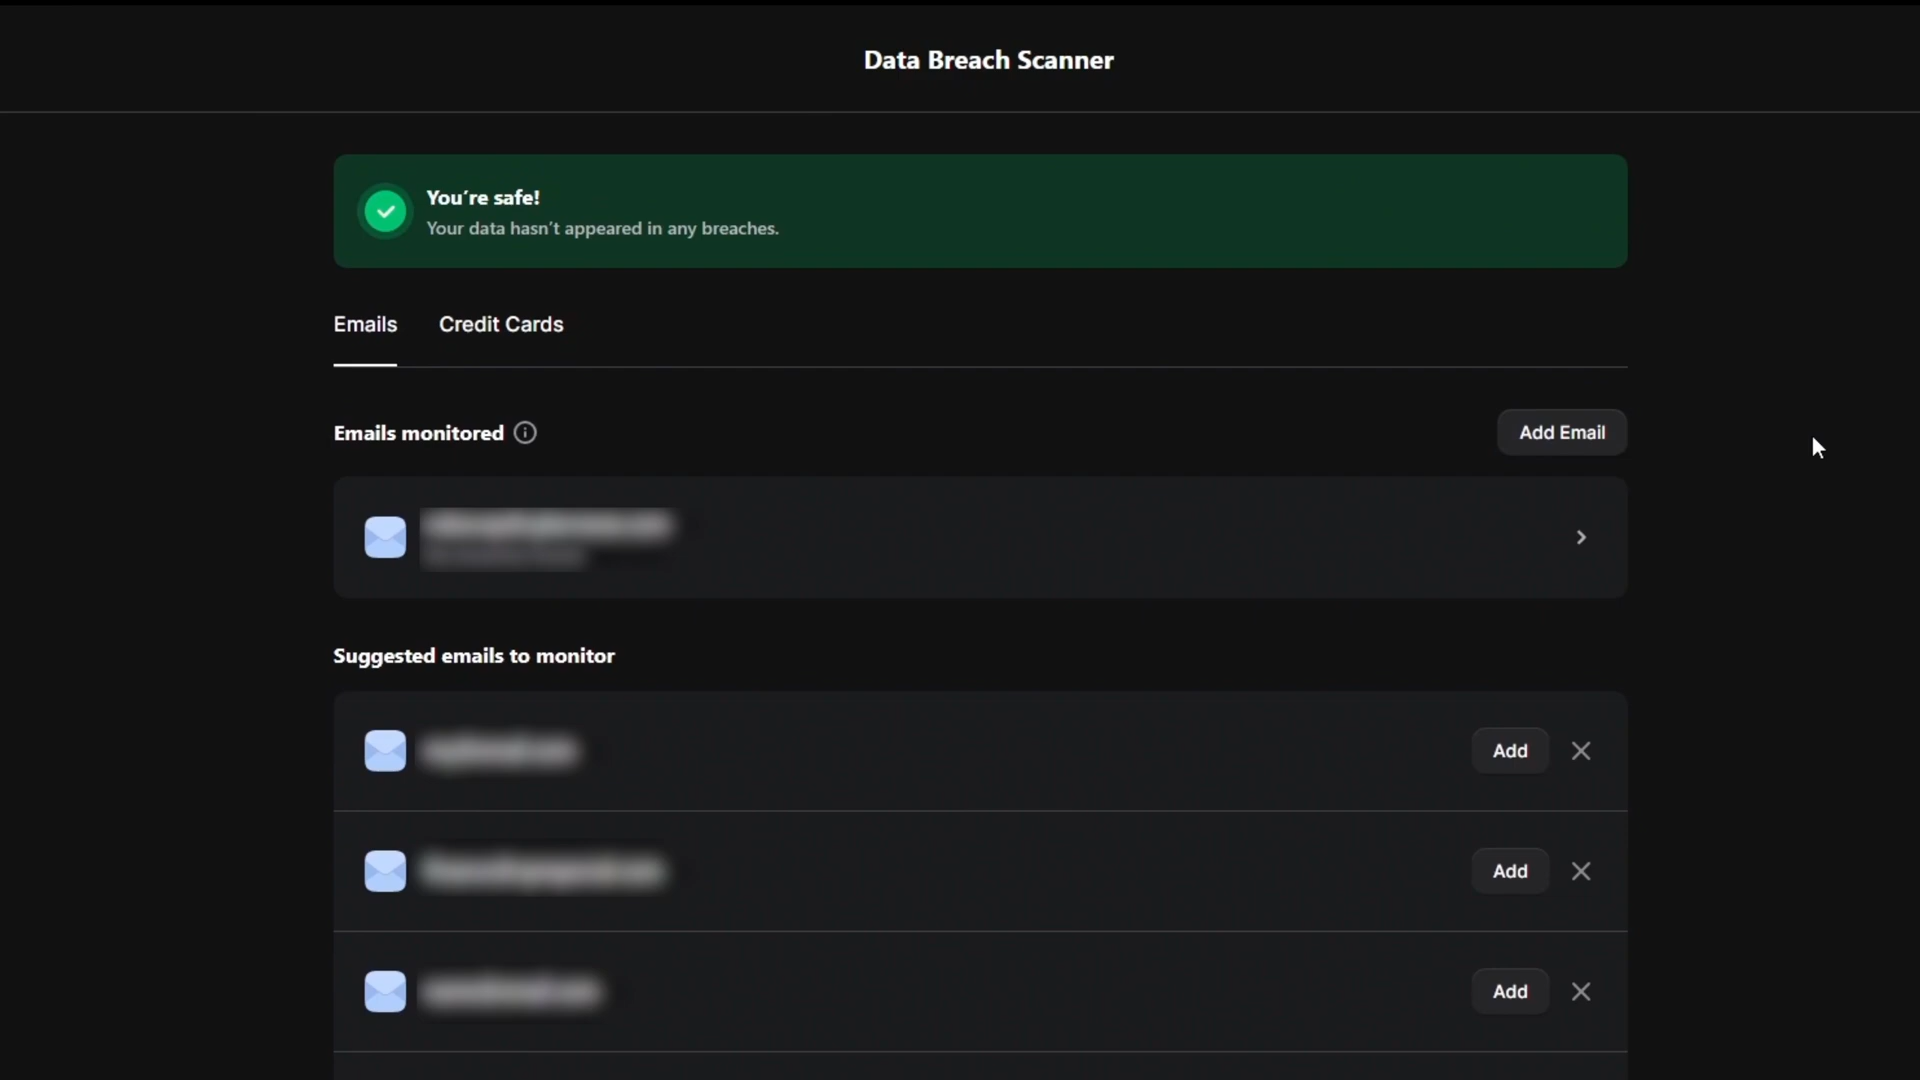 Data Breach Scanner
You're safe!
Your data hasn't appeared in any breaches.
Emails Credit Cards
Emails monitored
Add Email
Suggested emails to monitor
Add
Add
Add